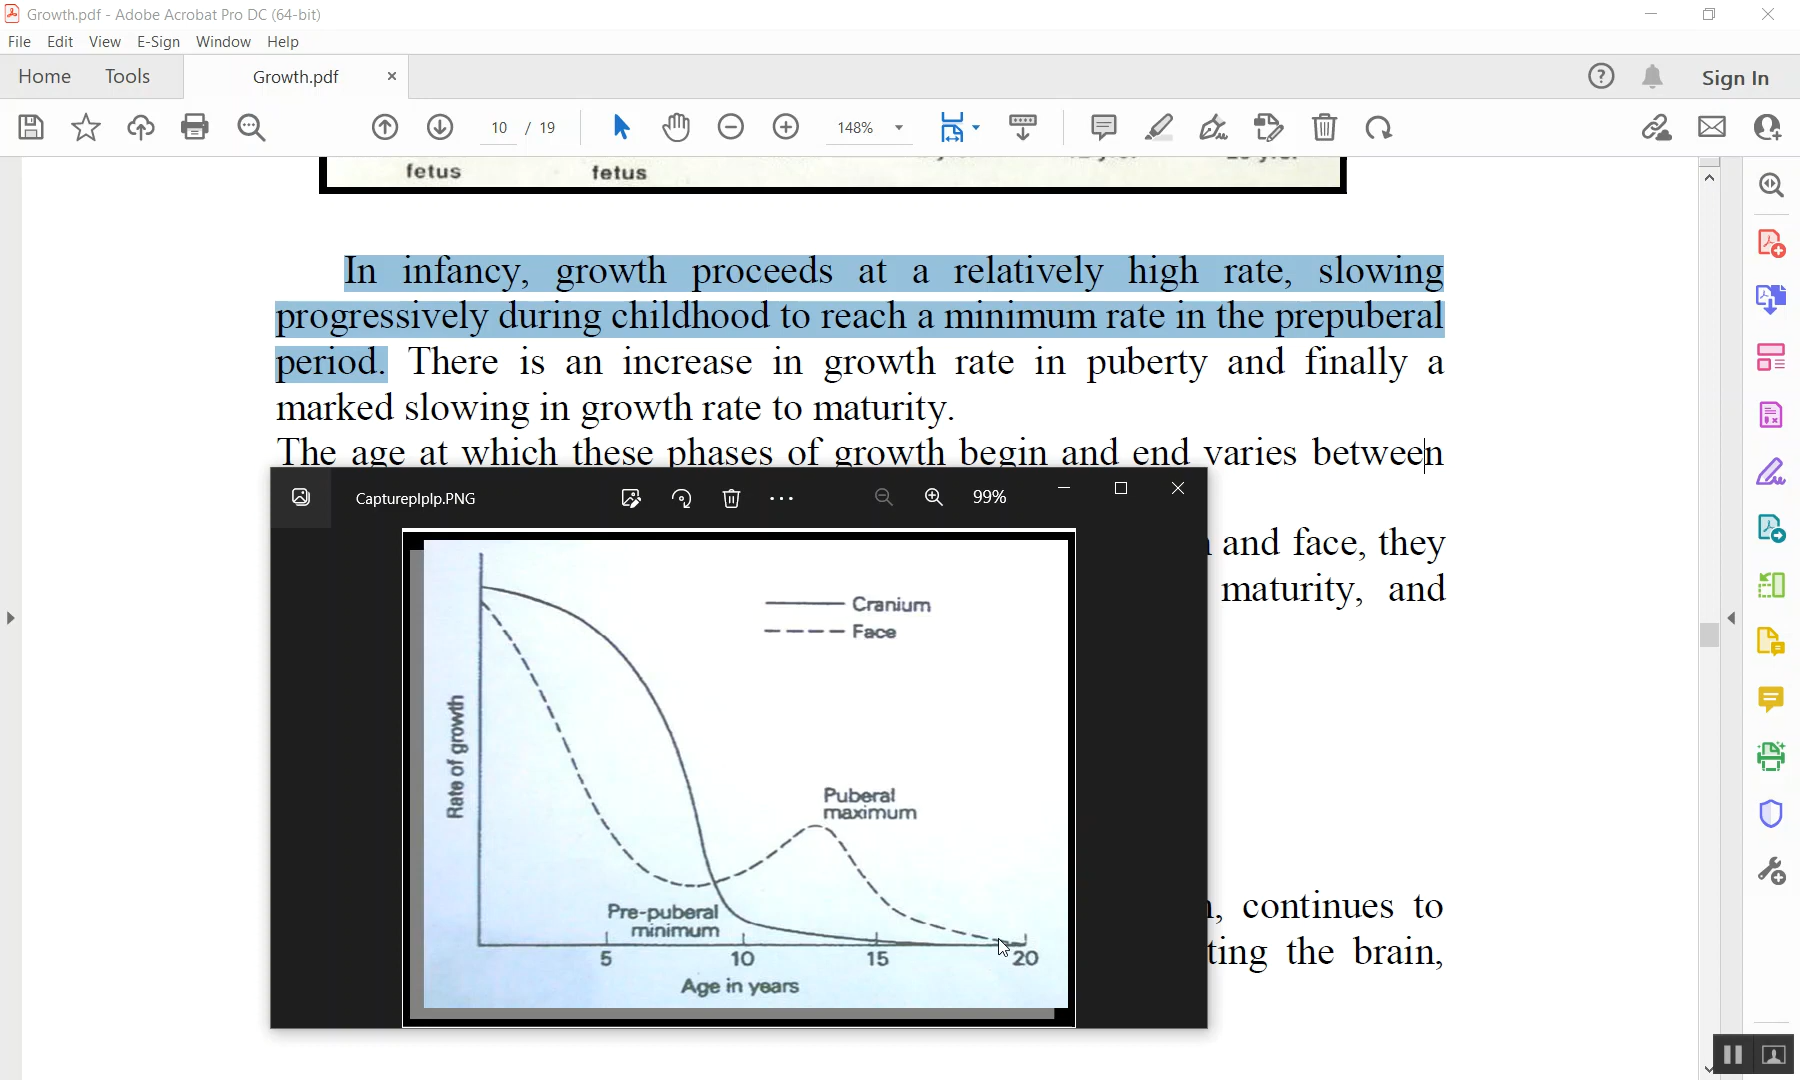 Growth.pdf - Adobe Acrobat Pro DC (64-bit)
File Edit View E-Sign Window Help
Home Tools Growth.pdf × Sign In
10 / 19 148%
fetus fetus
In infancy, growth proceeds at a relatively high rate, slowing
progressively during childhood to reach a minimum rate in the prepuberal
period. There is an increase in growth rate in puberty and finally a
marked slowing in growth rate to maturity.
The age at which these phases of growth begin and end varies between
Captureplplp.PNG 99%
and face, they
maturity, and
Cranium
Face
Rate of growth
Puberal
maximum
Pre-puberal
minimum
5 10 15 20
Age in years
continues to
ting the brain,